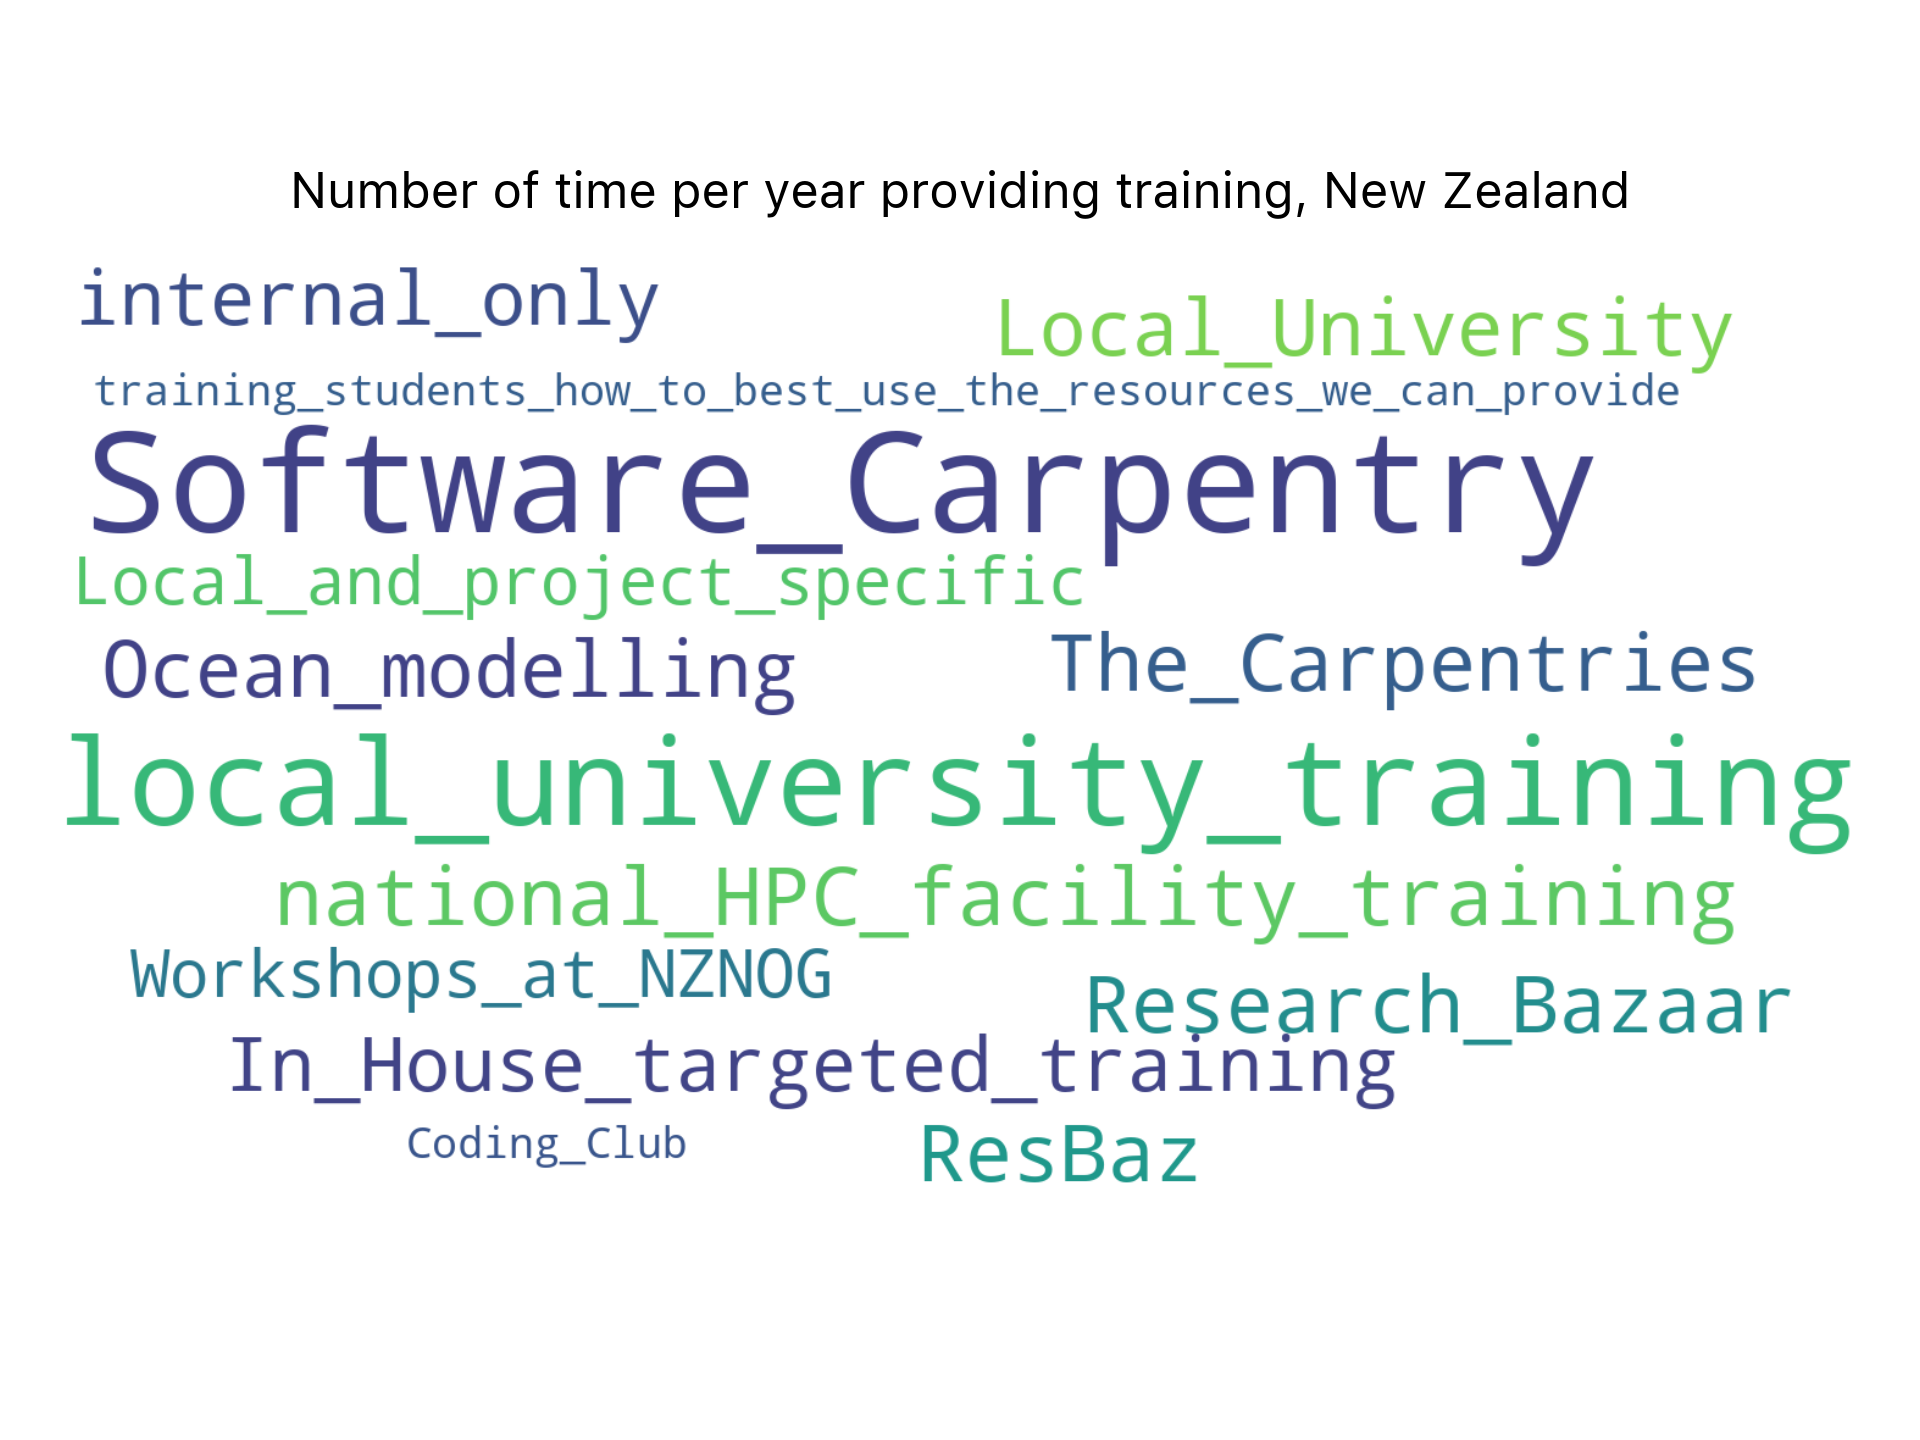 Number of time per year providing training, New Zealand
internal_only
Local_University
training_students_how_to_best_use_the_resources_we_can_provide
Software_Carpentry
Local_and_project_specific
Ocean_modelling
The_Carpentries
local_university_training
national_HPC_facility_training
Workshops_at_NZNOG
Research_Bazaar
In_House_targeted_training
Coding_Club
ResBaz